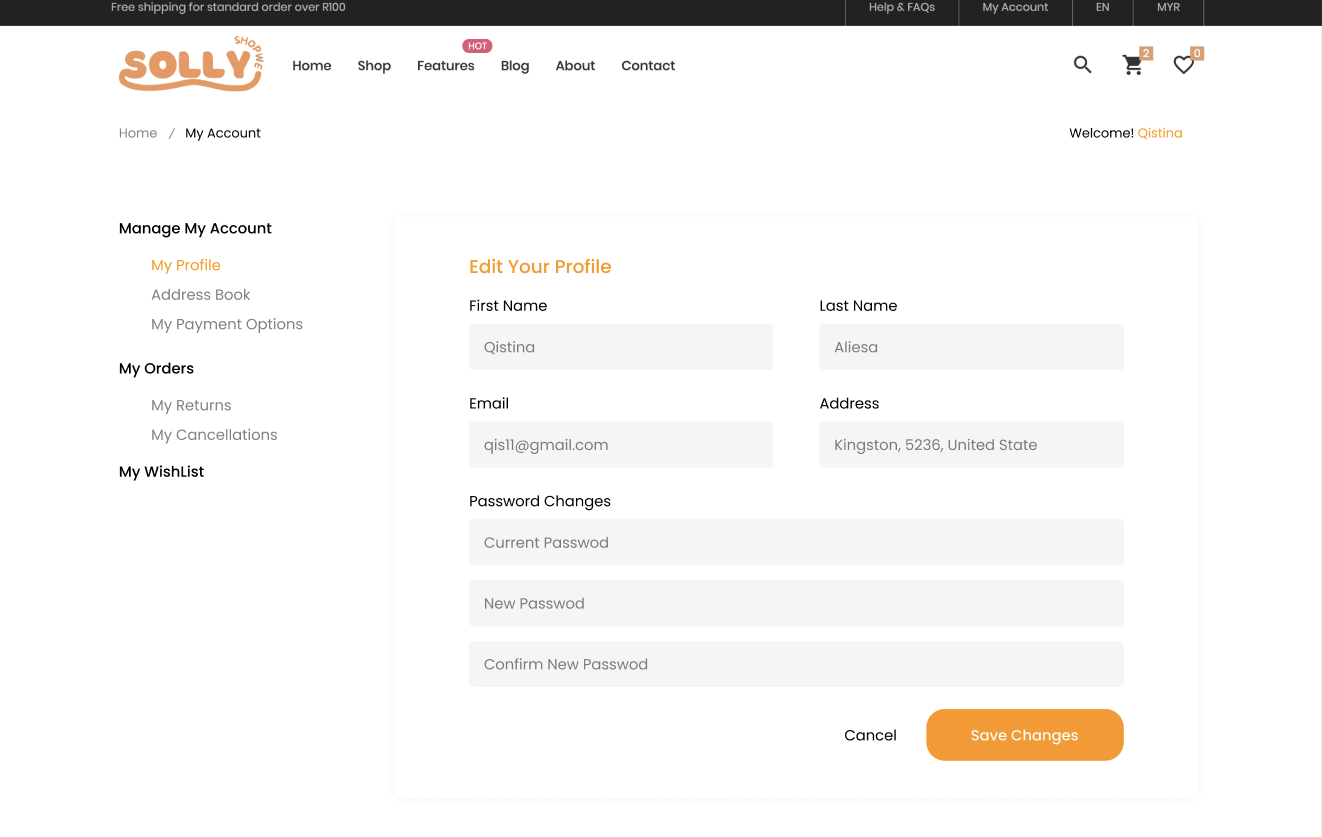 Free shipping for standard order over R100
Help & FAQs
My Account
EN
MYR
SOLLY SHOPWE
Home
Shop
Features
HOT
Blog
About
Contact
2
0
Home / My Account
Welcome! Qistina
Manage My Account
My Profile
Address Book
My Payment Options
My Orders
My Returns
My Cancellations
My WishList
Edit Your Profile
First Name
Last Name
Qistina
Aliesa
Email
Address
qis11@gmail.com
Kingston, 5236, United State
Password Changes
Current Passwod
New Passwod
Confirm New Passwod
Cancel
Save Changes